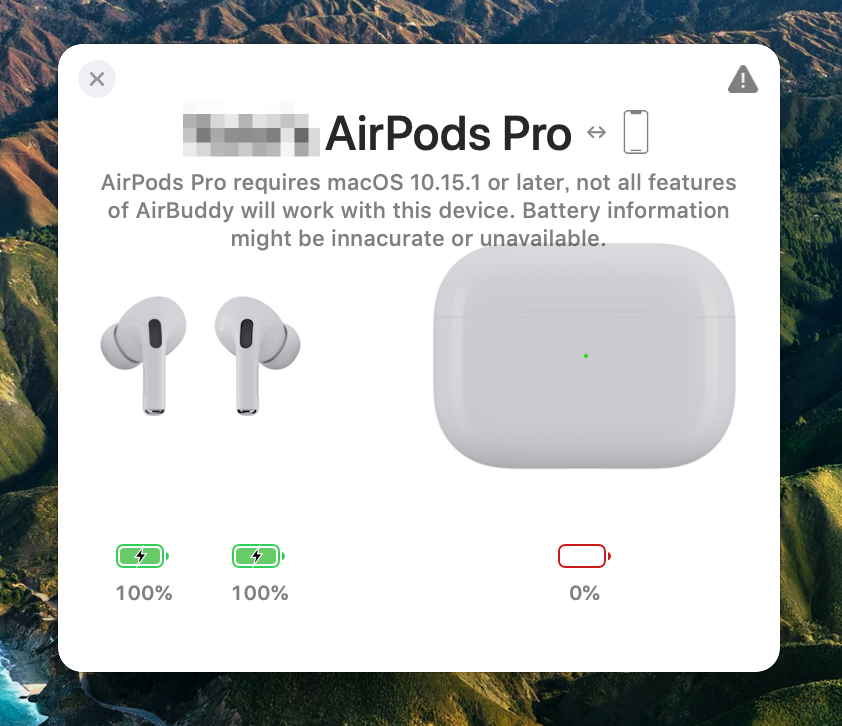 AirPods Pro
AirPods Pro requires macOS 10.15.1 or later, not all features
of AirBuddy will work with this device. Battery information
might be innacurate or unavailable.
100% 100% 0%